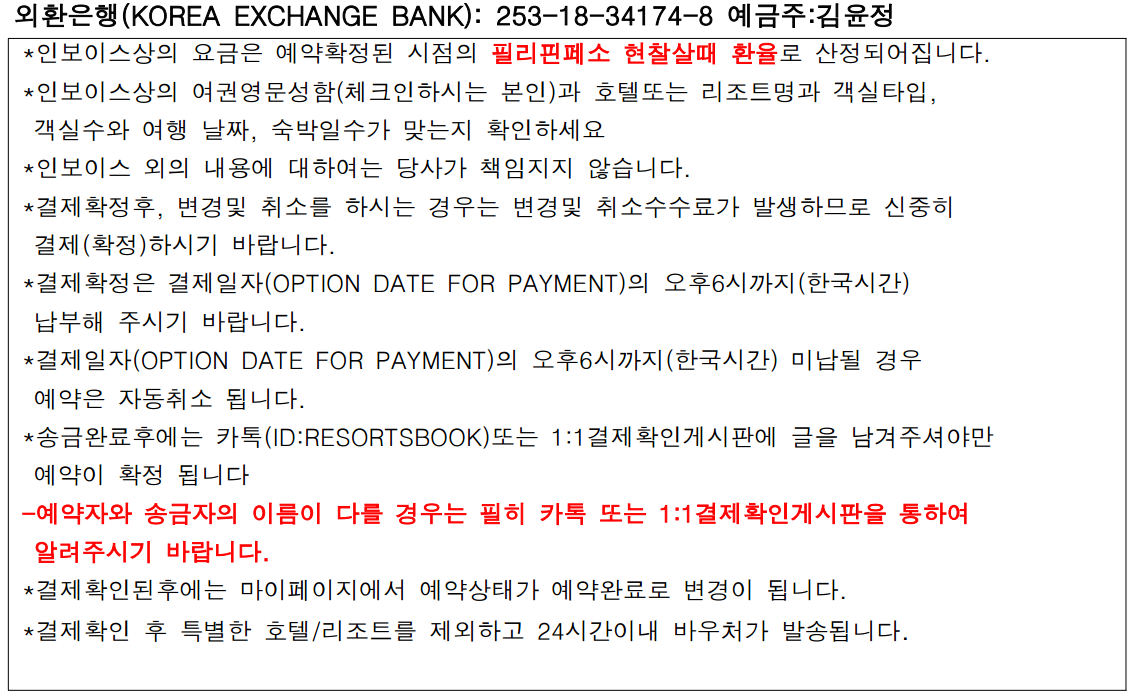 외환은행(KOREA EXCHANGE BANK): 253-18-34174-8 예금주:김윤정
*인보이스상의 요금은 예약확정된 시점의 필리핀페소 현찰살때 환율로 산정되어집니다.
*인보이스상의 여권영문성함(체크인하시는 본인)과 호텔또는 리조트명과 객실타입,
객실수와 여행 날짜, 숙박일수가 맞는지 확인하세요
*인보이스 외의 내용에 대하여는 당사가 책임지지 않습니다.
*결제확정후, 변경및 취소를 하시는 경우는 변경및 취소수수료가 발생하므로 신중히
결제(확정)하시기 바랍니다.
*결제확정은 결제일자(OPTION DATE FOR PAYMENT)의 오후6시까지(한국시간)
납부해 주시기 바랍니다.
*결제일자(OPTION DATE FOR PAYMENT)의 오후6시까지(한국시간) 미납될 경우
예약은 자동취소 됩니다.
*송금완료후에는 카톡(ID:RESORTSBOOK)또는 1:1결제확인게시판에 글을 남겨주셔야만
예약이 확정 됩니다
-예약자와 송금자의 이름이 다를 경우는 필히 카톡 또는 1:1결제확인게시판을 통하여
알려주시기 바랍니다.
*결제확인된후에는 마이페이지에서 예약상태가 예약완료로 변경이 됩니다.
*결제확인 후 특별한 호텔/리조트를 제외하고 24시간이내 바우처가 발송됩니다.